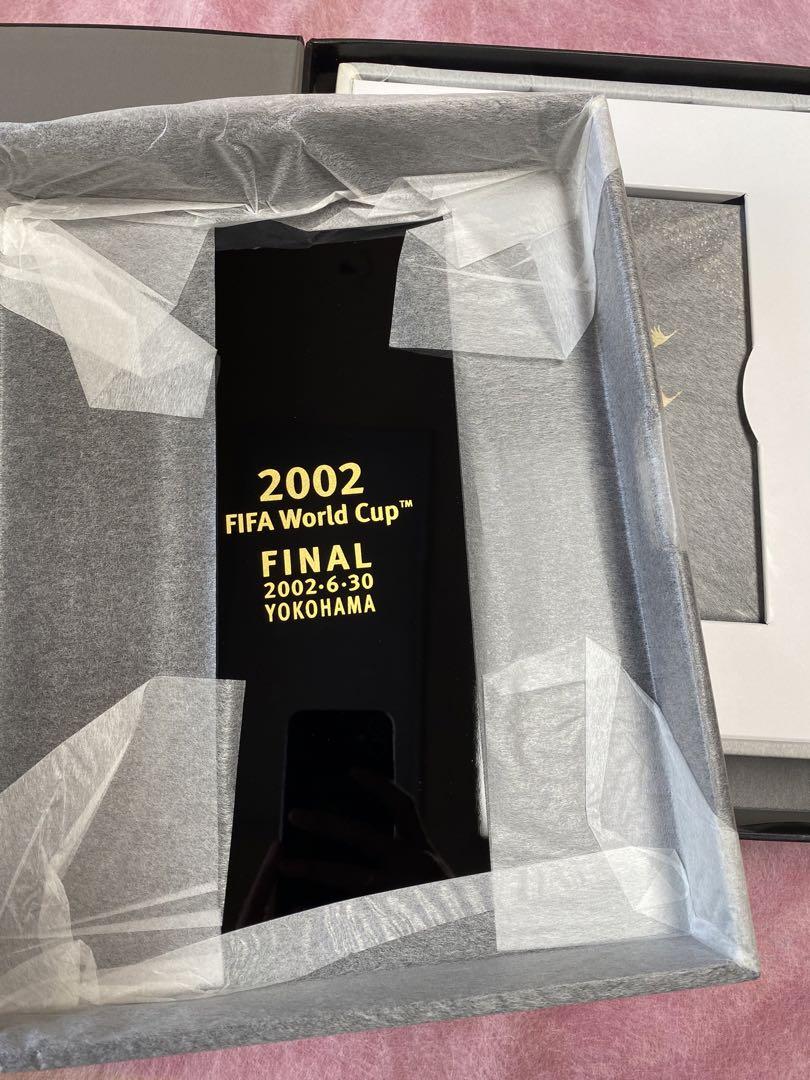 2002
FIFA World Cup™
FINAL
2002·6·30
YOKOHAMA